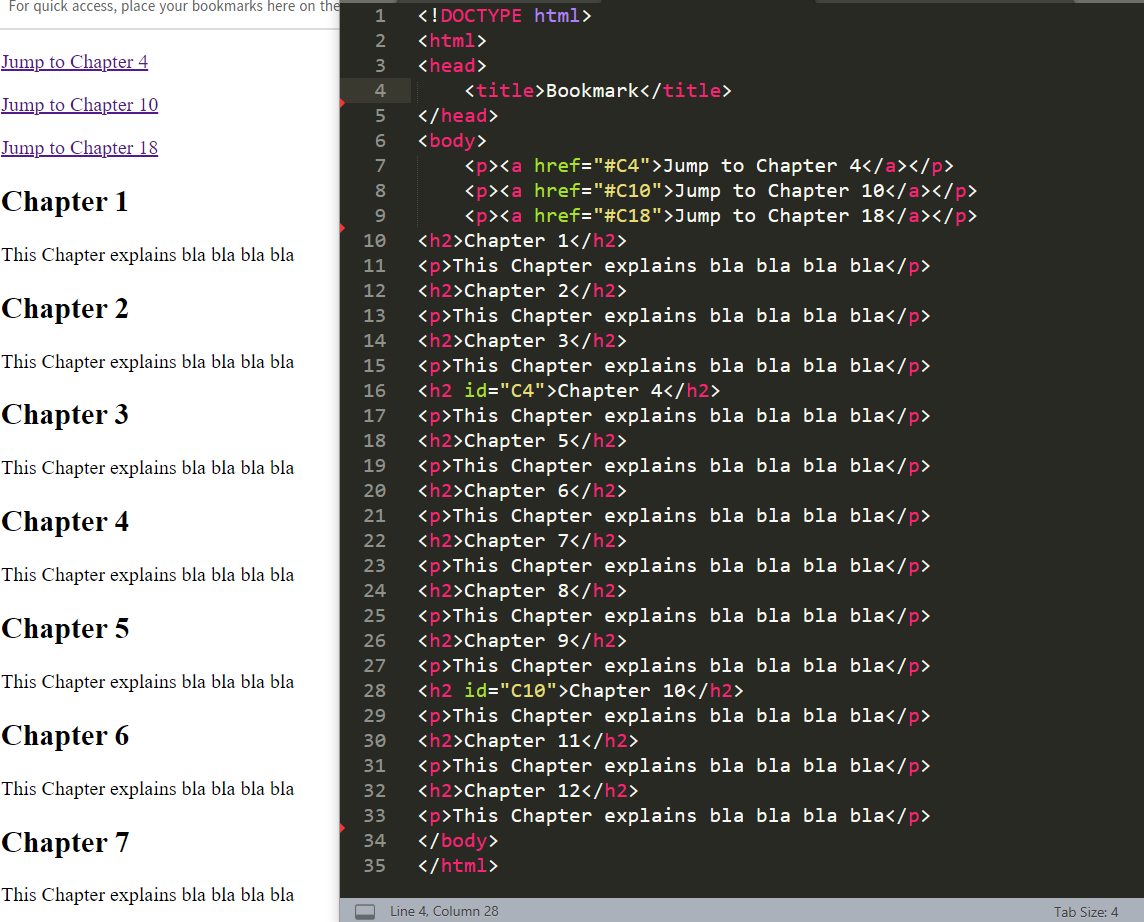 For quick access, place your bookmarks here on the
Jump to Chapter 4
Jump to Chapter 10
Jump to Chapter 18
Chapter 1
This Chapter explains bla bla bla bla
Chapter 2
This Chapter explains bla bla bla bla
Chapter 3
This Chapter explains bla bla bla bla
Chapter 4
This Chapter explains bla bla bla bla
Chapter 5
This Chapter explains bla bla bla bla
Chapter 6
This Chapter explains bla bla bla bla
Chapter 7
This Chapter explains bla bla bla bla
1 <!DOCTYPE html>
2 <html>
3 <head>
4     <title>Bookmark</title>
5 </head>
6 <body>
7     <p><a href="#C4">Jump to Chapter 4</a></p>
8     <p><a href="#C10">Jump to Chapter 10</a></p>
9     <p><a href="#C18">Jump to Chapter 18</a></p>
10 <h2>Chapter 1</h2>
11 <p>This Chapter explains bla bla bla bla</p>
12 <h2>Chapter 2</h2>
13 <p>This Chapter explains bla bla bla bla</p>
14 <h2>Chapter 3</h2>
15 <p>This Chapter explains bla bla bla bla</p>
16 <h2 id="C4">Chapter 4</h2>
17 <p>This Chapter explains bla bla bla bla</p>
18 <h2>Chapter 5</h2>
19 <p>This Chapter explains bla bla bla bla</p>
20 <h2>Chapter 6</h2>
21 <p>This Chapter explains bla bla bla bla</p>
22 <h2>Chapter 7</h2>
23 <p>This Chapter explains bla bla bla bla</p>
24 <h2>Chapter 8</h2>
25 <p>This Chapter explains bla bla bla bla</p>
26 <h2>Chapter 9</h2>
27 <p>This Chapter explains bla bla bla bla</p>
28 <h2 id="C10">Chapter 10</h2>
29 <p>This Chapter explains bla bla bla bla</p>
30 <h2>Chapter 11</h2>
31 <p>This Chapter explains bla bla bla bla</p>
32 <h2>Chapter 12</h2>
33 <p>This Chapter explains bla bla bla bla</p>
34 </body>
35 </html>
Line 4, Column 28
Tab Size: 4